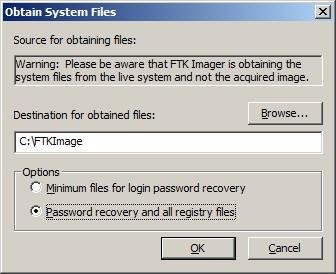 Obtain System Files
Source for obtaining files:
Warning:  Please be aware that FTK Imager is obtaining the
system files from the live system and not the acquired image.
Destination for obtained files:
Browse...
C:\FTKImage
Options
Minimum files for login password recovery
Password recovery and all registry files
OK
Cancel